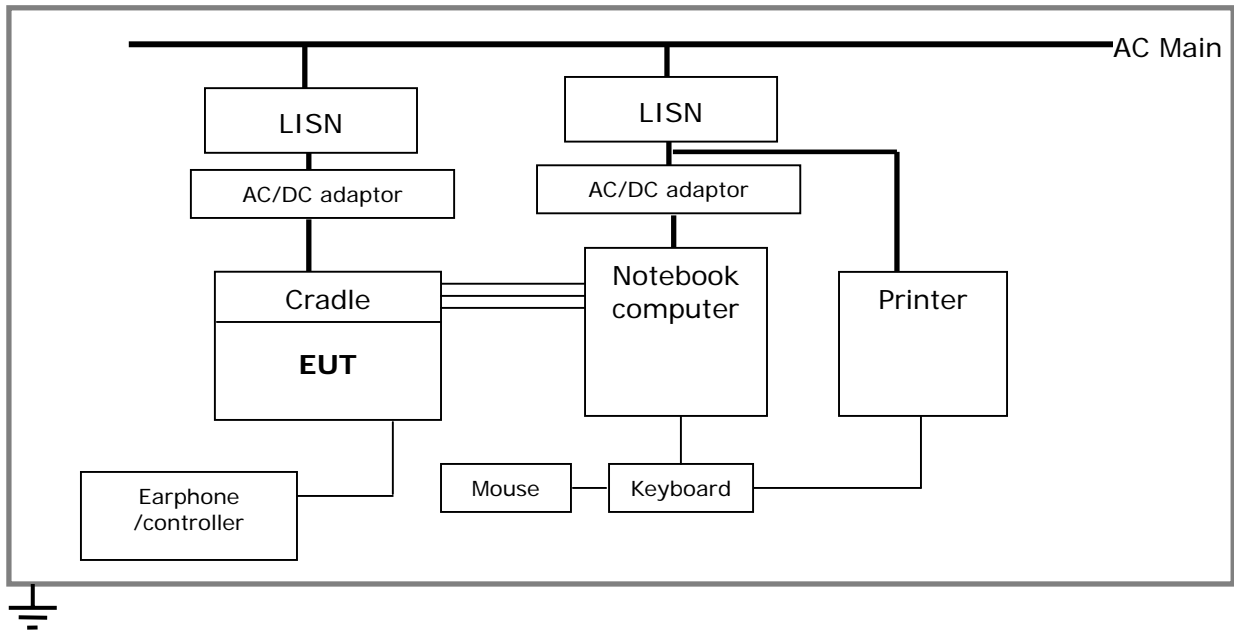 AC Main
LISN
LISN
AC/DC adaptor
AC/DC adaptor
Cradle
EUT
Notebook
computer
Printer
Earphone
/controller
Mouse
Keyboard